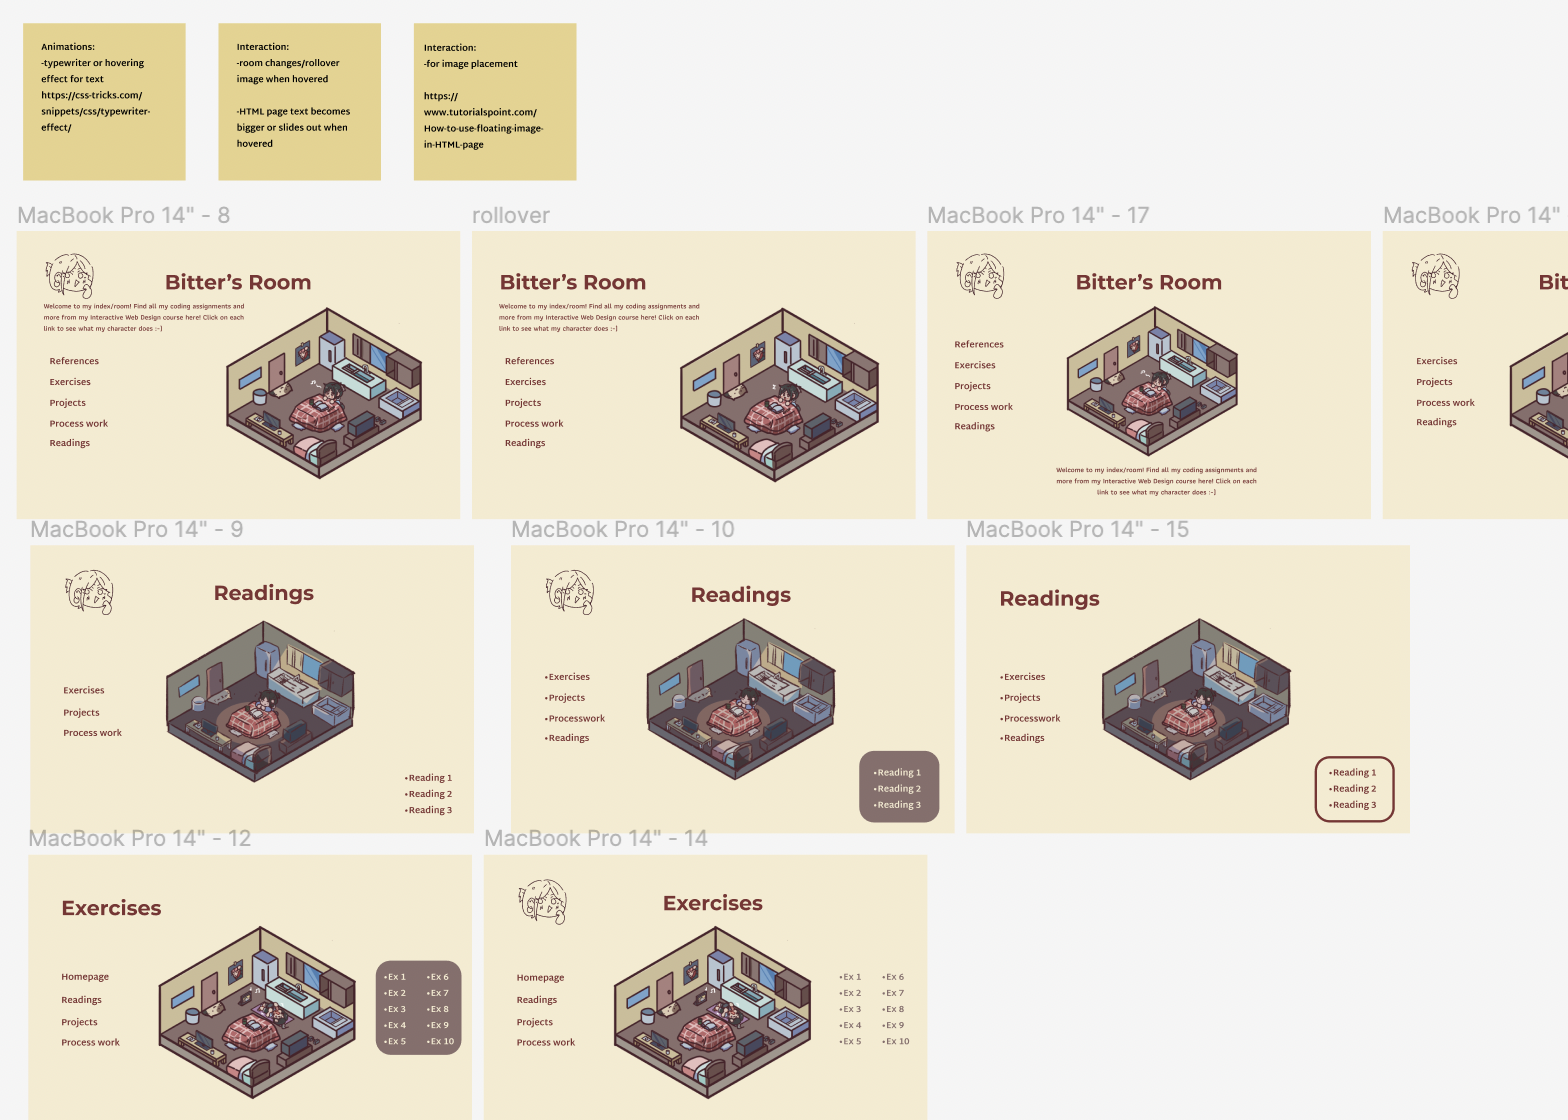 Animations:
-typewriter or hovering
effect for text
https://css-tricks.com/
snippets/css/typewriter-
effect/
Interaction:
-room changes/rollover
image when hovered
-HTML page text becomes
bigger or slides out when
hovered
Interaction:
-for image placement
https://
www.tutorialspoint.com/
How-to-use-floating-image-
in-HTML-page
MacBook Pro 14" - 8
Bitter's Room
Welcome to my index/room! Find all my coding assignments and
more from my Interactive Web Design course here! Click on each
link to see what my character does :-]
References
Exercises
Projects
Process work
Readings
rollover
Bitter's Room
Welcome to my index/room! Find all my coding assignments and
more from my Interactive Web Design course here! Click on each
link to see what my character does :-]
References
Exercises
Projects
Process work
Readings
MacBook Pro 14" - 17
Bitter's Room
References
Exercises
Projects
Process work
Readings
Welcome to my index/room! Find all my coding assignments and
more from my Interactive Web Design course here! Click on each
link to see what my character does :-]
MacBook Pro 14"
Bit
Exercises
Projects
Process work
Readings
MacBook Pro 14" - 9
Readings
Exercises
Projects
Process work
•Reading 1
•Reading 2
•Reading 3
MacBook Pro 14" - 10
Readings
•Exercises
•Projects
•Processwork
•Readings
•Reading 1
•Reading 2
•Reading 3
MacBook Pro 14" - 15
Readings
•Exercises
•Projects
•Processwork
•Readings
•Reading 1
•Reading 2
•Reading 3
MacBook Pro 14" - 12
Exercises
Homepage
Readings
Projects
Process work
•Ex 1 •Ex 6
•Ex 2 •Ex 7
•Ex 3 •Ex 8
•Ex 4 •Ex 9
•Ex 5 •Ex 10
MacBook Pro 14" - 14
Exercises
Homepage
Readings
Projects
Process work
•Ex 1 •Ex 6
•Ex 2 •Ex 7
•Ex 3 •Ex 8
•Ex 4 •Ex 9
•Ex 5 •Ex 10